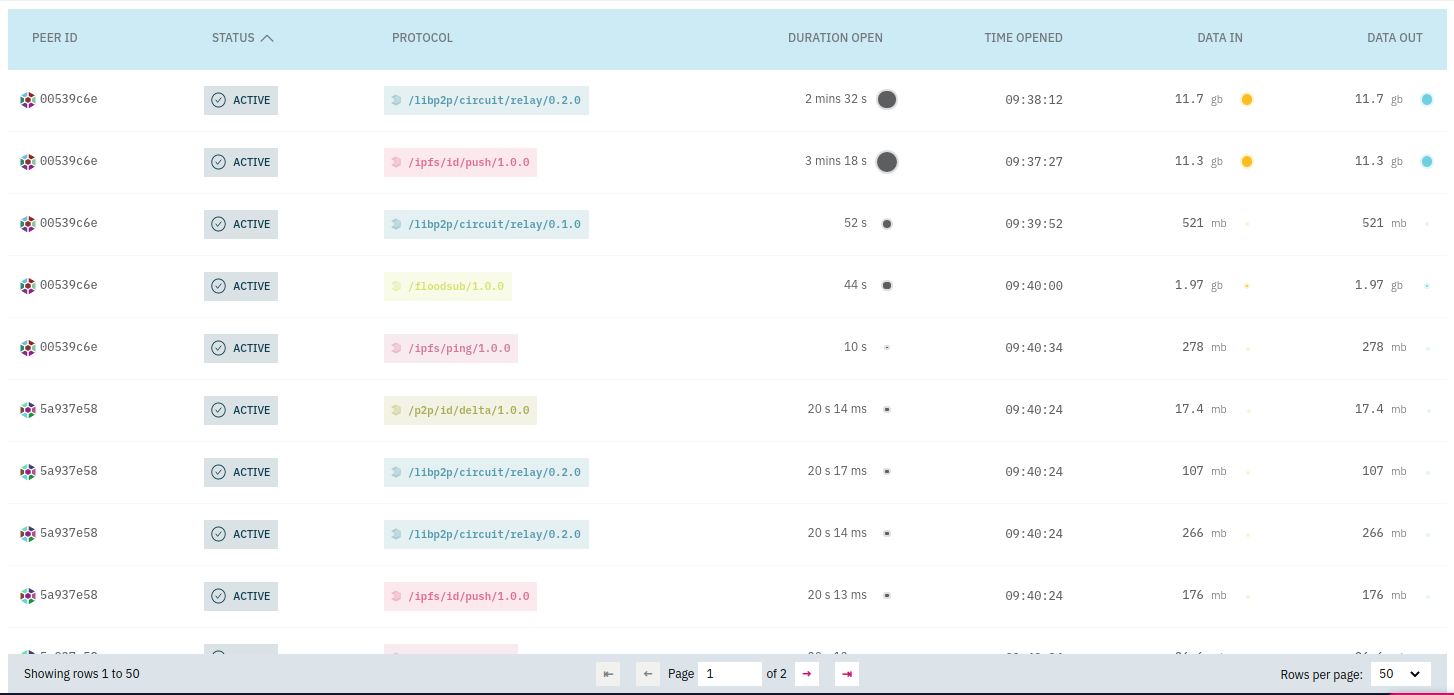 PEER ID STATUS PROTOCOL DURATION OPEN TIME OPENED DATA IN DATA OUT
00539c6e ACTIVE /libp2p/circuit/relay/0.2.0 2 mins 32 s 09:38:12 11.7 gb 11.7 gb
00539c6e ACTIVE /ipfs/id/push/1.0.0 3 mins 18 s 09:37:27 11.3 gb 11.3 gb
00539c6e ACTIVE /libp2p/circuit/relay/0.1.0 52 s 09:39:52 521 mb 521 mb
00539c6e ACTIVE /floodsub/1.0.0 44 s 09:40:00 1.97 gb 1.97 gb
00539c6e ACTIVE /ipfs/ping/1.0.0 10 s 09:40:34 278 mb 278 mb
5a937e58 ACTIVE /p2p/id/delta/1.0.0 20 s 14 ms 09:40:24 17.4 mb 17.4 mb
5a937e58 ACTIVE /libp2p/circuit/relay/0.2.0 20 s 17 ms 09:40:24 107 mb 107 mb
5a937e58 ACTIVE /libp2p/circuit/relay/0.2.0 20 s 14 ms 09:40:24 266 mb 266 mb
5a937e58 ACTIVE /ipfs/id/push/1.0.0 20 s 13 ms 09:40:24 176 mb 176 mb
Showing rows 1 to 50 Page 1 of 2 Rows per page: 50